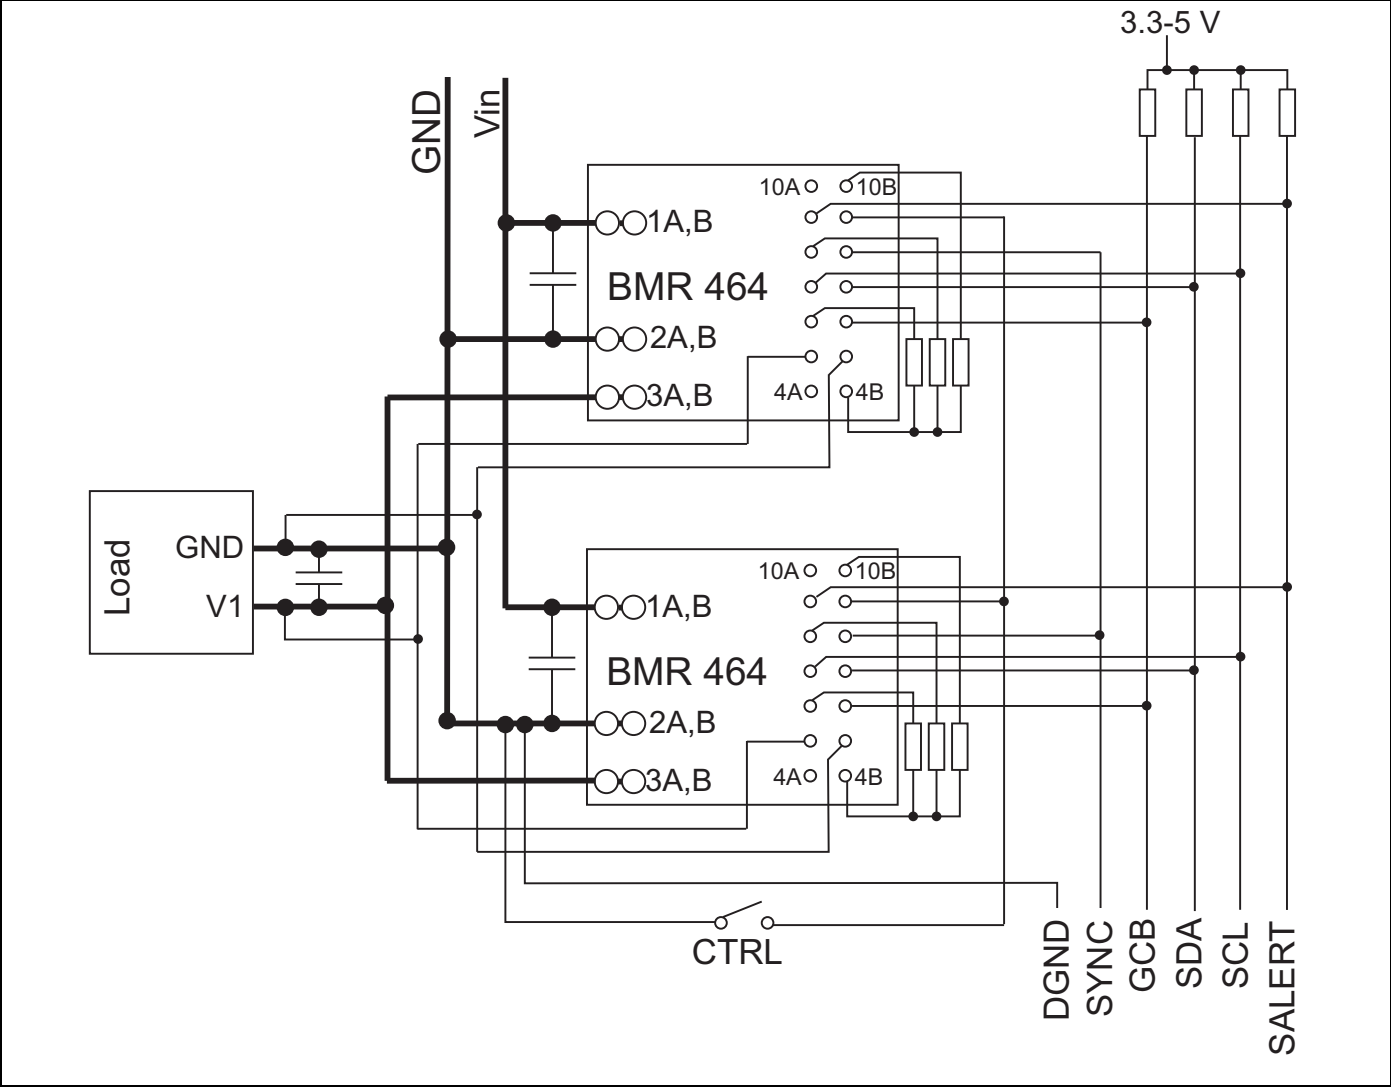 3.3-5 V
GND
Vin
10A
10B
1A,B
BMR 464
2A,B
3A,B
4A
4B
Load
GND
V1
10A
10B
1A,B
BMR 464
2A,B
3A,B
4A
4B
CTRL
DGND
SYNC
GCB
SDA
SCL
SALERT